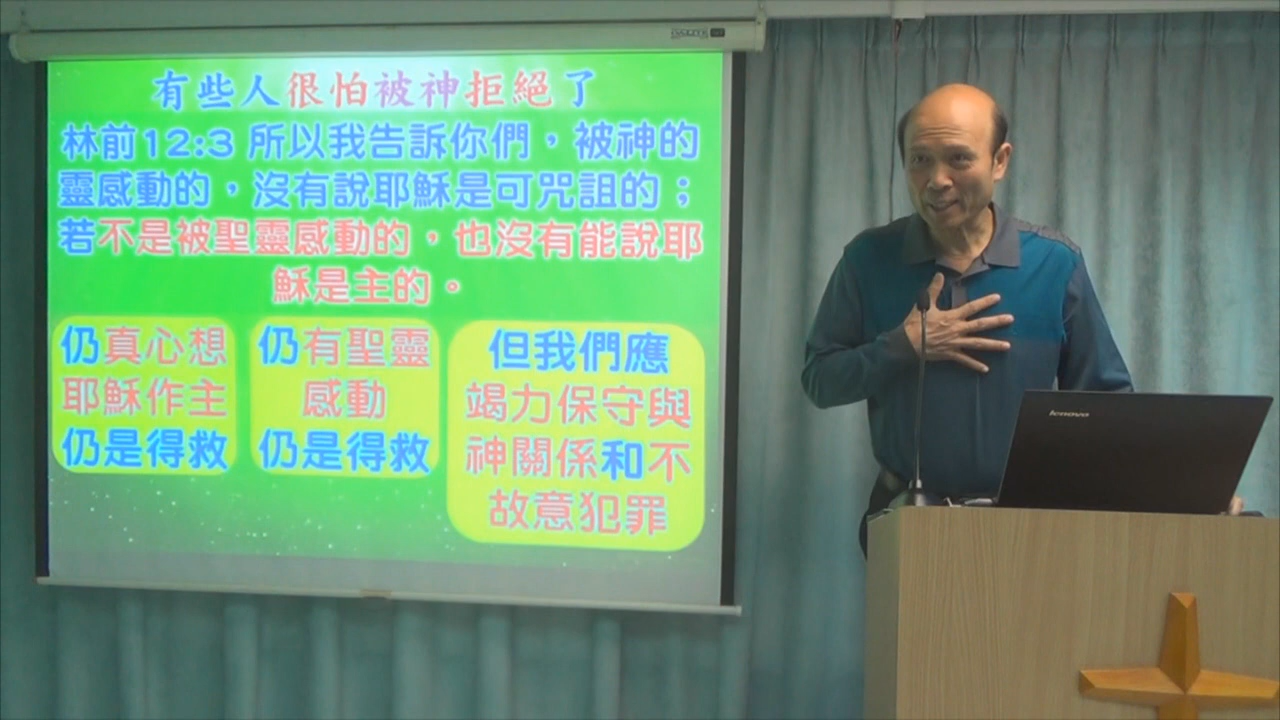 有些人很怕被神拒絕了
林前12:3 所以我告訴你們，被神的
靈感動的，沒有說耶穌是可咒詛的；
若不是被聖靈感動的，也沒有能說耶
穌是主的。
仍真心想
耶穌作主
仍是得救
仍有聖靈
感動
仍是得救
但我們應
竭力保守與
神關係和不
故意犯罪
lenovo